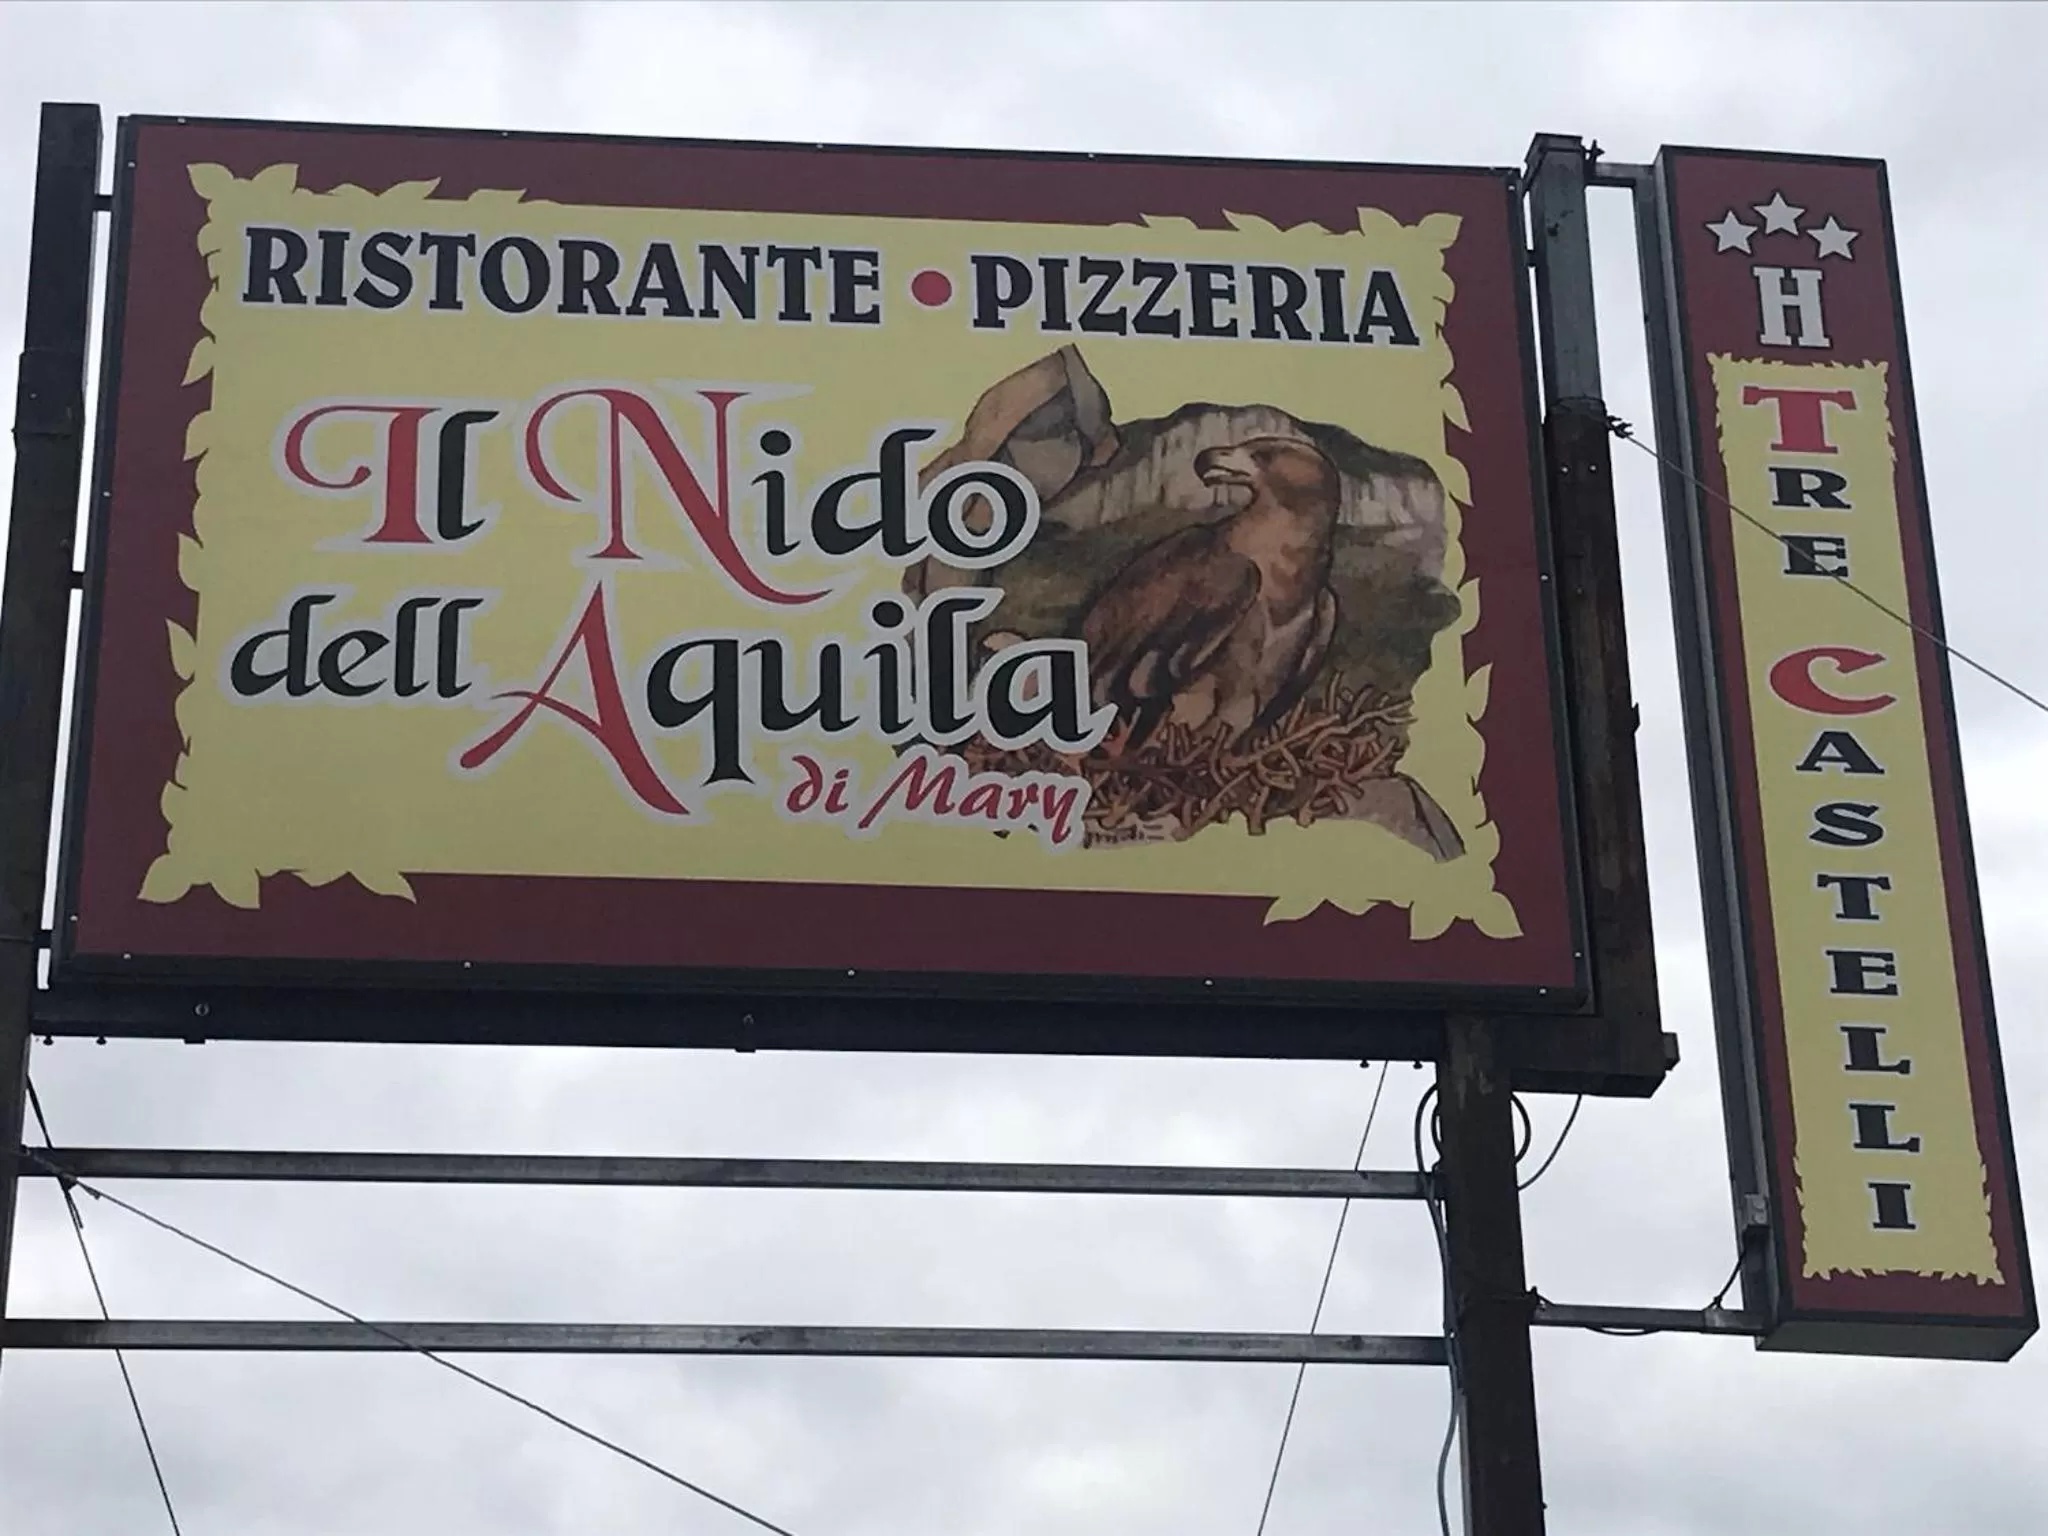 RISTORANTE • PIZZERIA
Il Nido
dell Aquila
di Mary
H
TRE CASTELLI